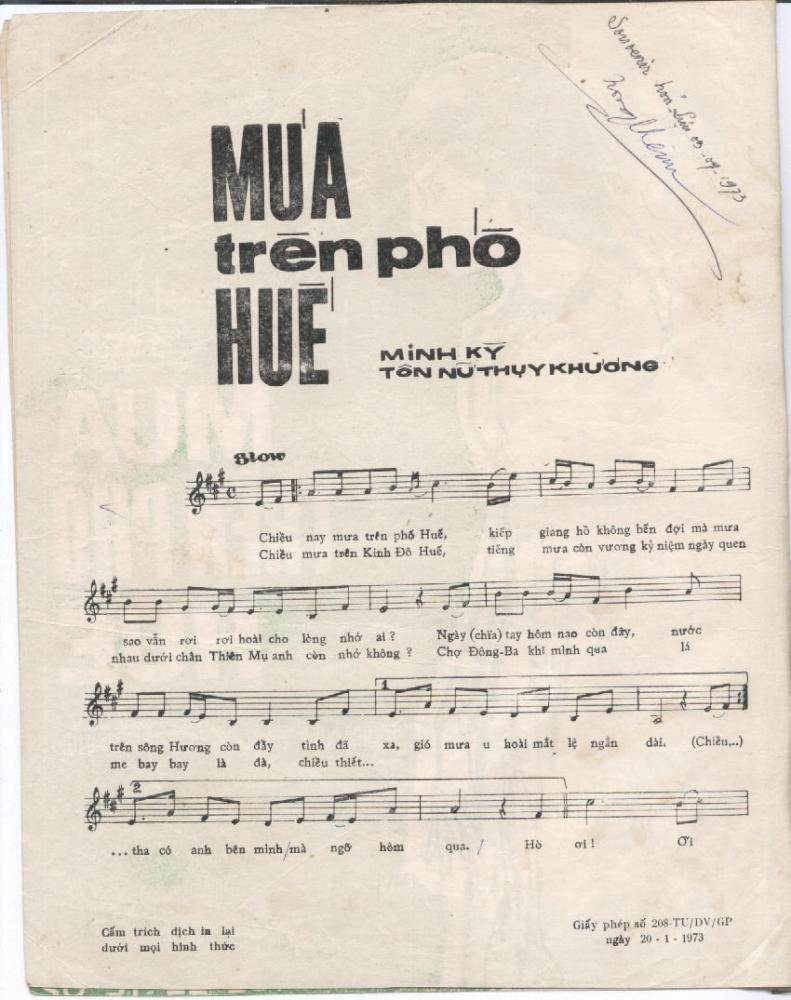 Souvenir
09-1973
MƯA
trên phố
HUẾ
MINH KỲ
TÔN NỮ THỤY KHƯƠNG
Slow
Chiều nay mưa trên phố Huế, kiếp giang hồ không bến đợi mà mưa
Chiều mưa trên Kinh Đô Huế, tiếng mưa còn vương kỷ niệm ngày quen
sao vẫn rơi rơi hoài cho lòng nhớ ai ? Ngày (chia) tay hôm nao còn đây, nước
nhau dưới chân Thiên Mụ anh còn nhớ không ? Chợ Đông-Ba khi mình qua lá
1
trên sông Hương còn đầy tình đã xa, gió mưa u hoài mắt lệ ngắn dài. (Chiều...)
me bay bay là đà, chiều thiết...
2
...tha có anh bên mình/mà ngỡ hôm qua. / Hò ơi ! Ơi
Cấm trích dịch in lại
dưới mọi hình thức
Giấy phép số 208-TU/DV/GP
ngày 20 - 1 - 1973